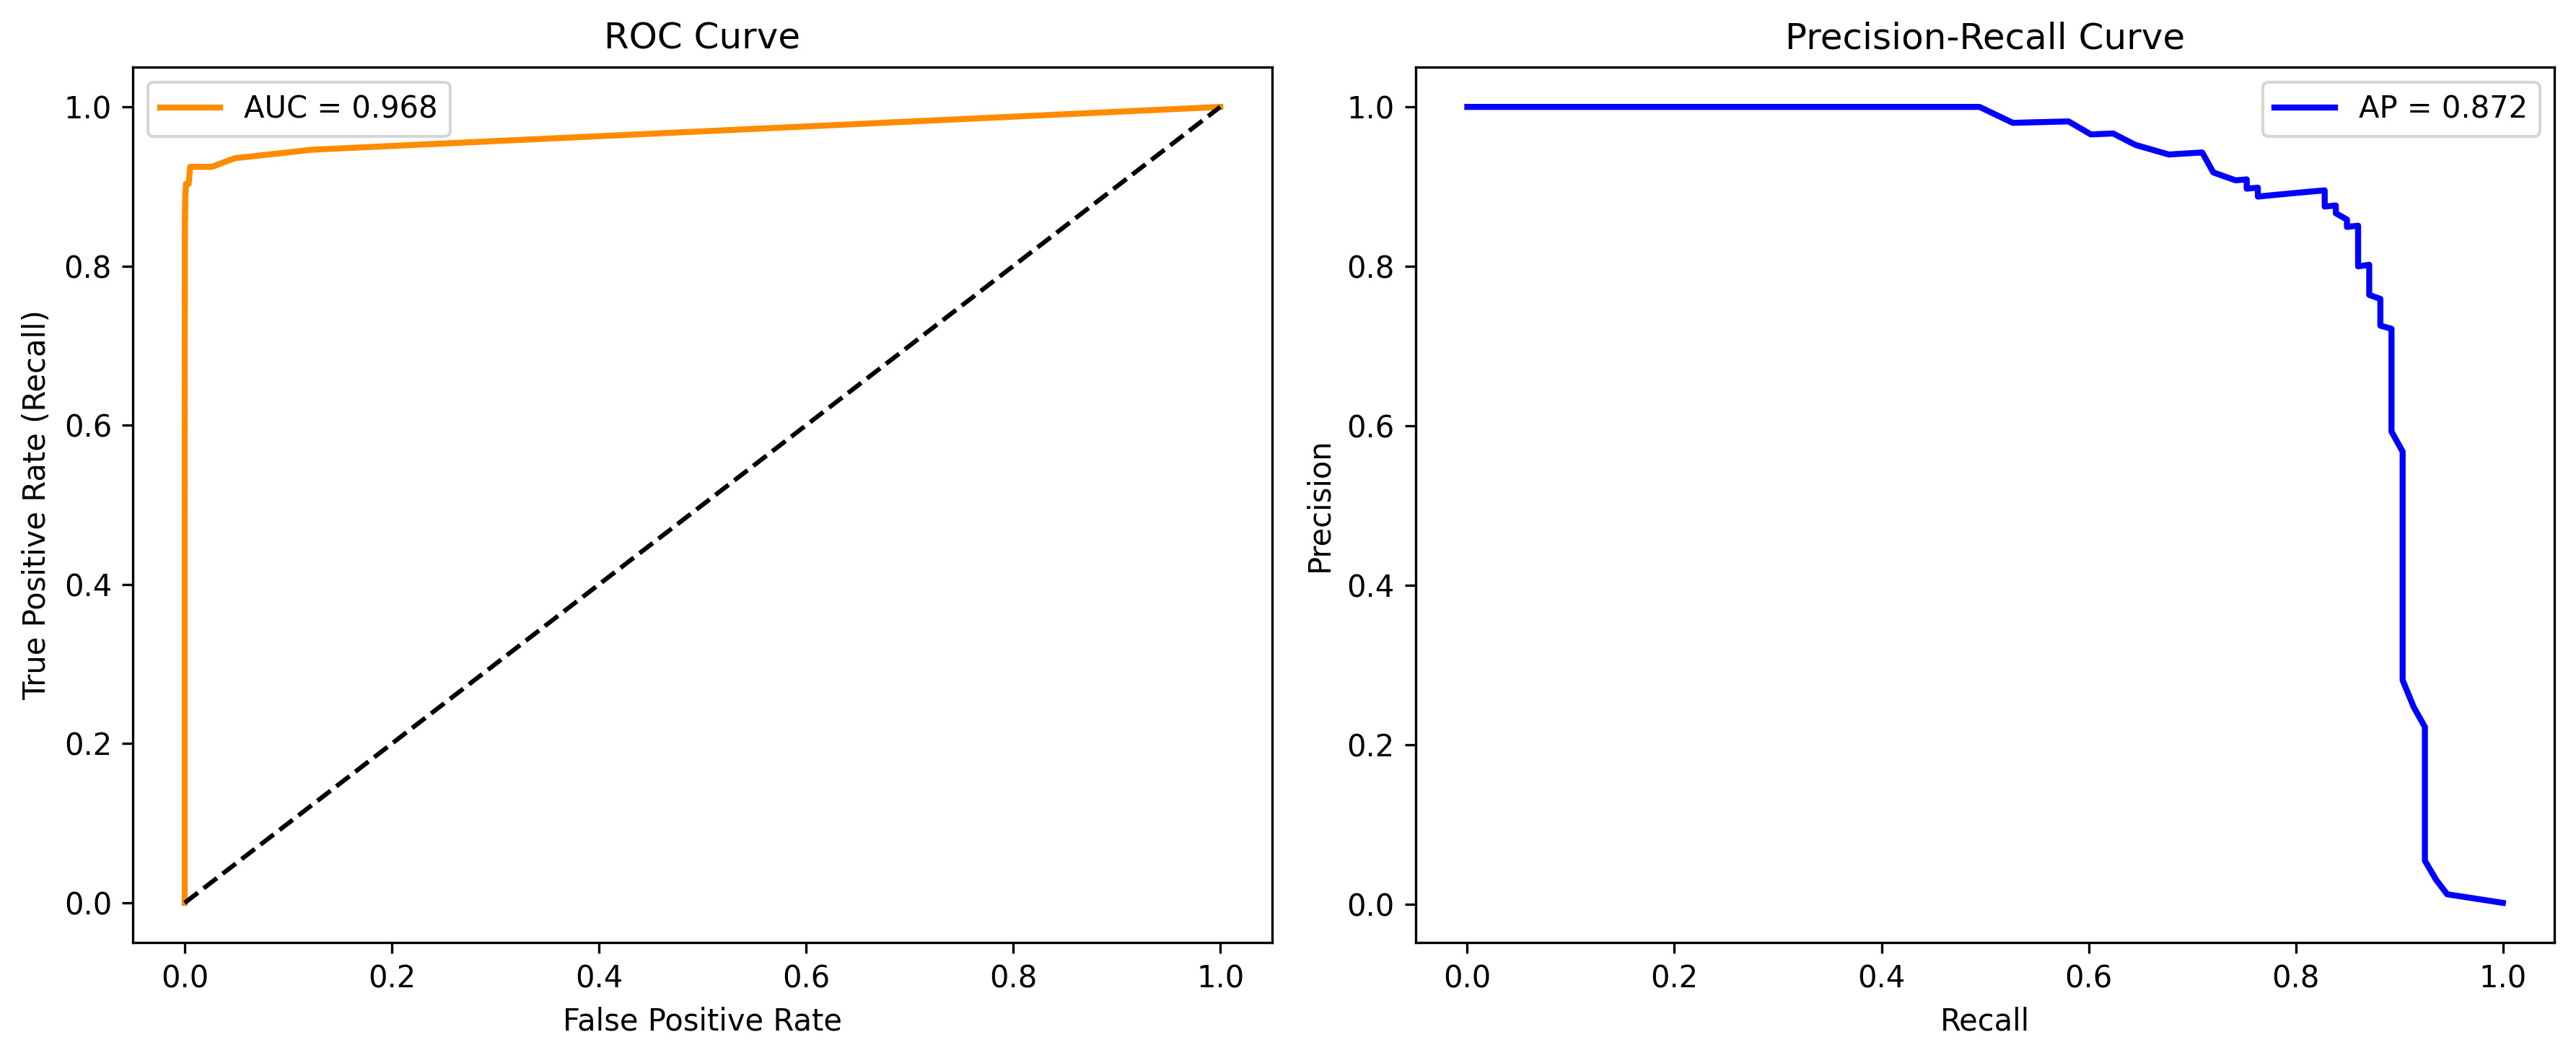 ROC Curve
AUC = 0.968
1.0
0.8
0.6
0.4
0.2
0.0
True Positive Rate (Recall)
0.0 0.2 0.4 0.6 0.8 1.0
False Positive Rate
Precision-Recall Curve
AP = 0.872
1.0
0.8
0.6
0.4
0.2
0.0
Precision
0.0 0.2 0.4 0.6 0.8 1.0
Recall